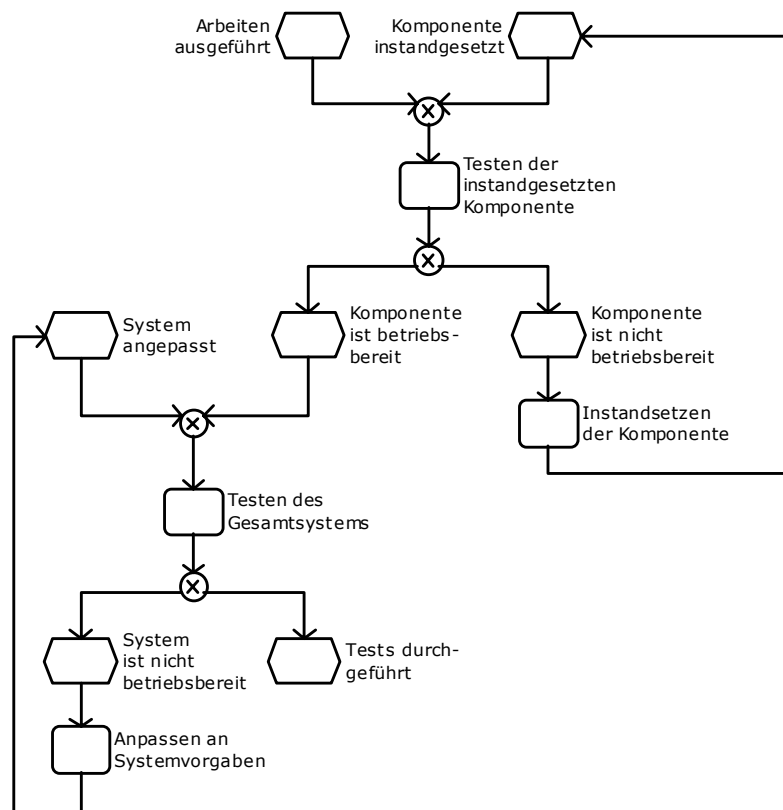 Arbeiten
ausgeführt
Komponente
instandgesetzt
Testen der
instandgesetzten
Komponente
System
angepasst
Komponente
ist betriebs-
bereit
Komponente
ist nicht
betriebsbereit
Instandsetzen
der Komponente
Testen des
Gesamtsystems
System
ist nicht
betriebsbereit
Tests durch-
geführt
Anpassen an
Systemvorgaben